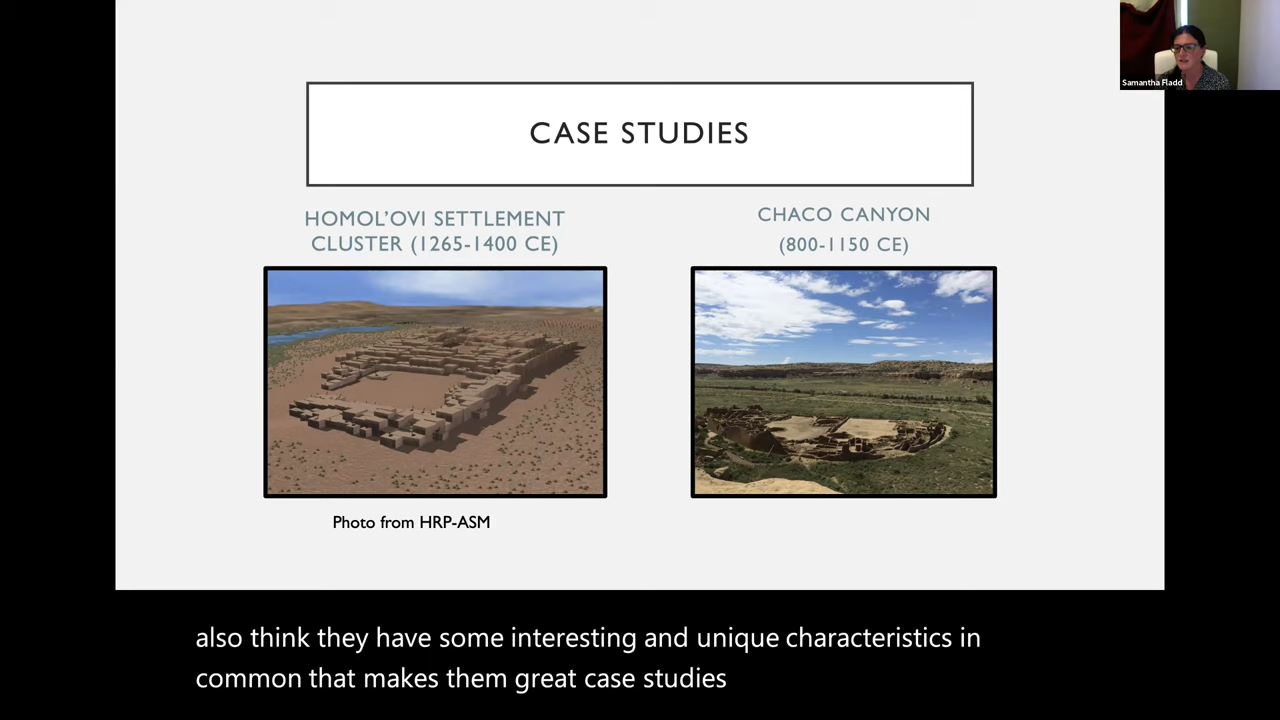 Samantha Fladd
CASE STUDIES
HOMOL'OVI SETTLEMENT
CLUSTER (1265-1400 CE)
CHACO CANYON
(800-1150 CE)
Photo from HRP-ASM
also think they have some interesting and unique characteristics in
common that makes them great case studies